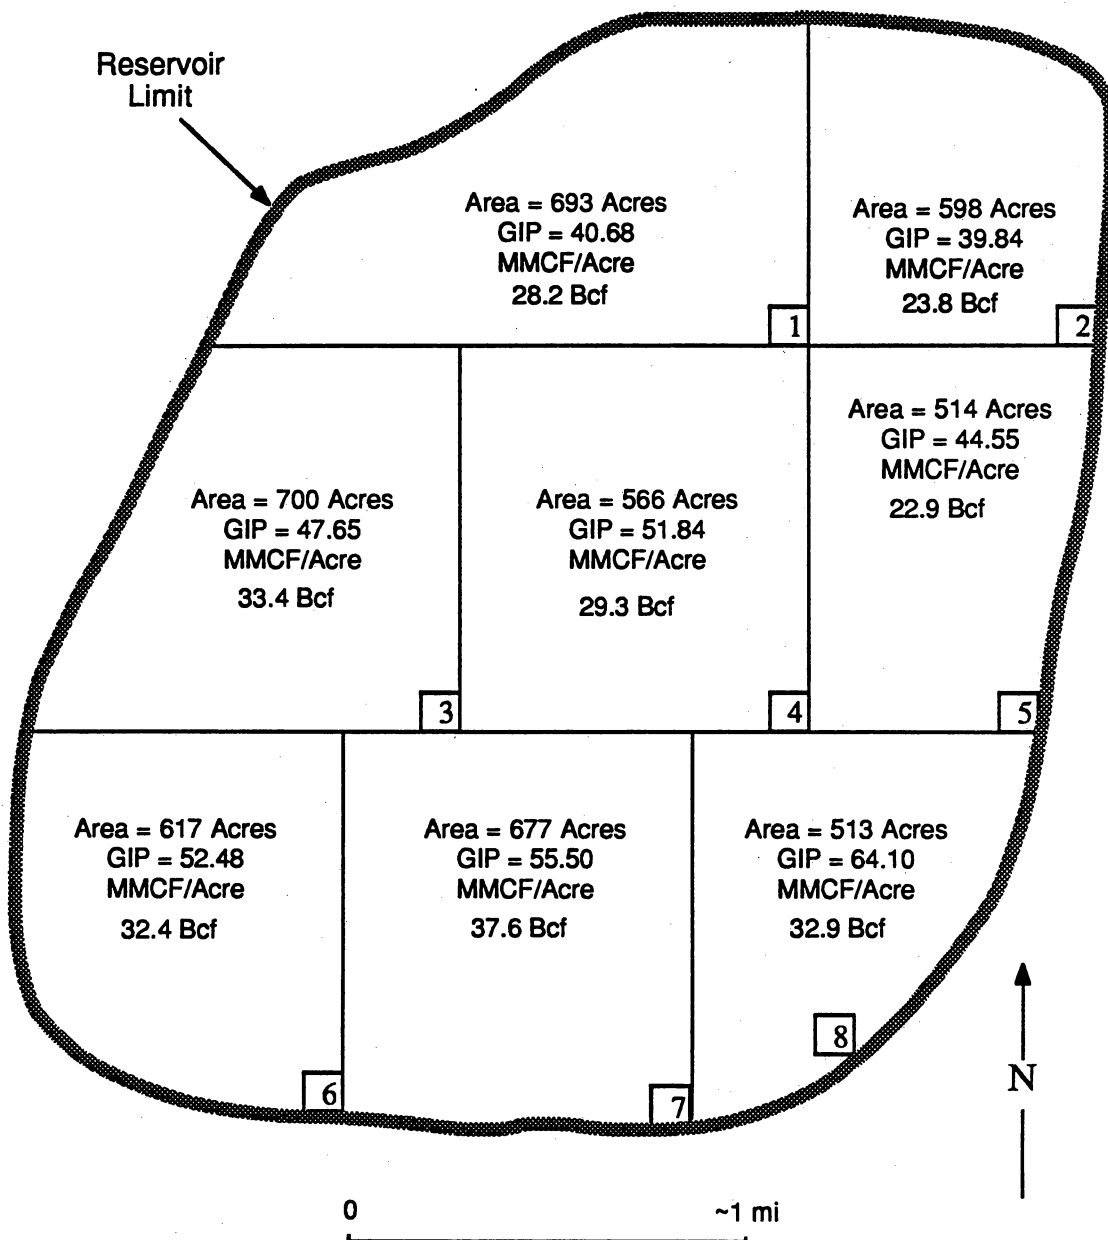 Reservoir
Limit
Area = 693 Acres
GIP = 40.68
MMCF/Acre
28.2 Bcf
1
Area = 598 Acres
GIP = 39.84
MMCF/Acre
23.8 Bcf
2
Area = 700 Acres
GIP = 47.65
MMCF/Acre
33.4 Bcf
3
Area = 566 Acres
GIP = 51.84
MMCF/Acre
29.3 Bcf
4
Area = 514 Acres
GIP = 44.55
MMCF/Acre
22.9 Bcf
5
Area = 617 Acres
GIP = 52.48
MMCF/Acre
32.4 Bcf
6
Area = 677 Acres
GIP = 55.50
MMCF/Acre
37.6 Bcf
7
Area = 513 Acres
GIP = 64.10
MMCF/Acre
32.9 Bcf
8
N
0 ~1 mi